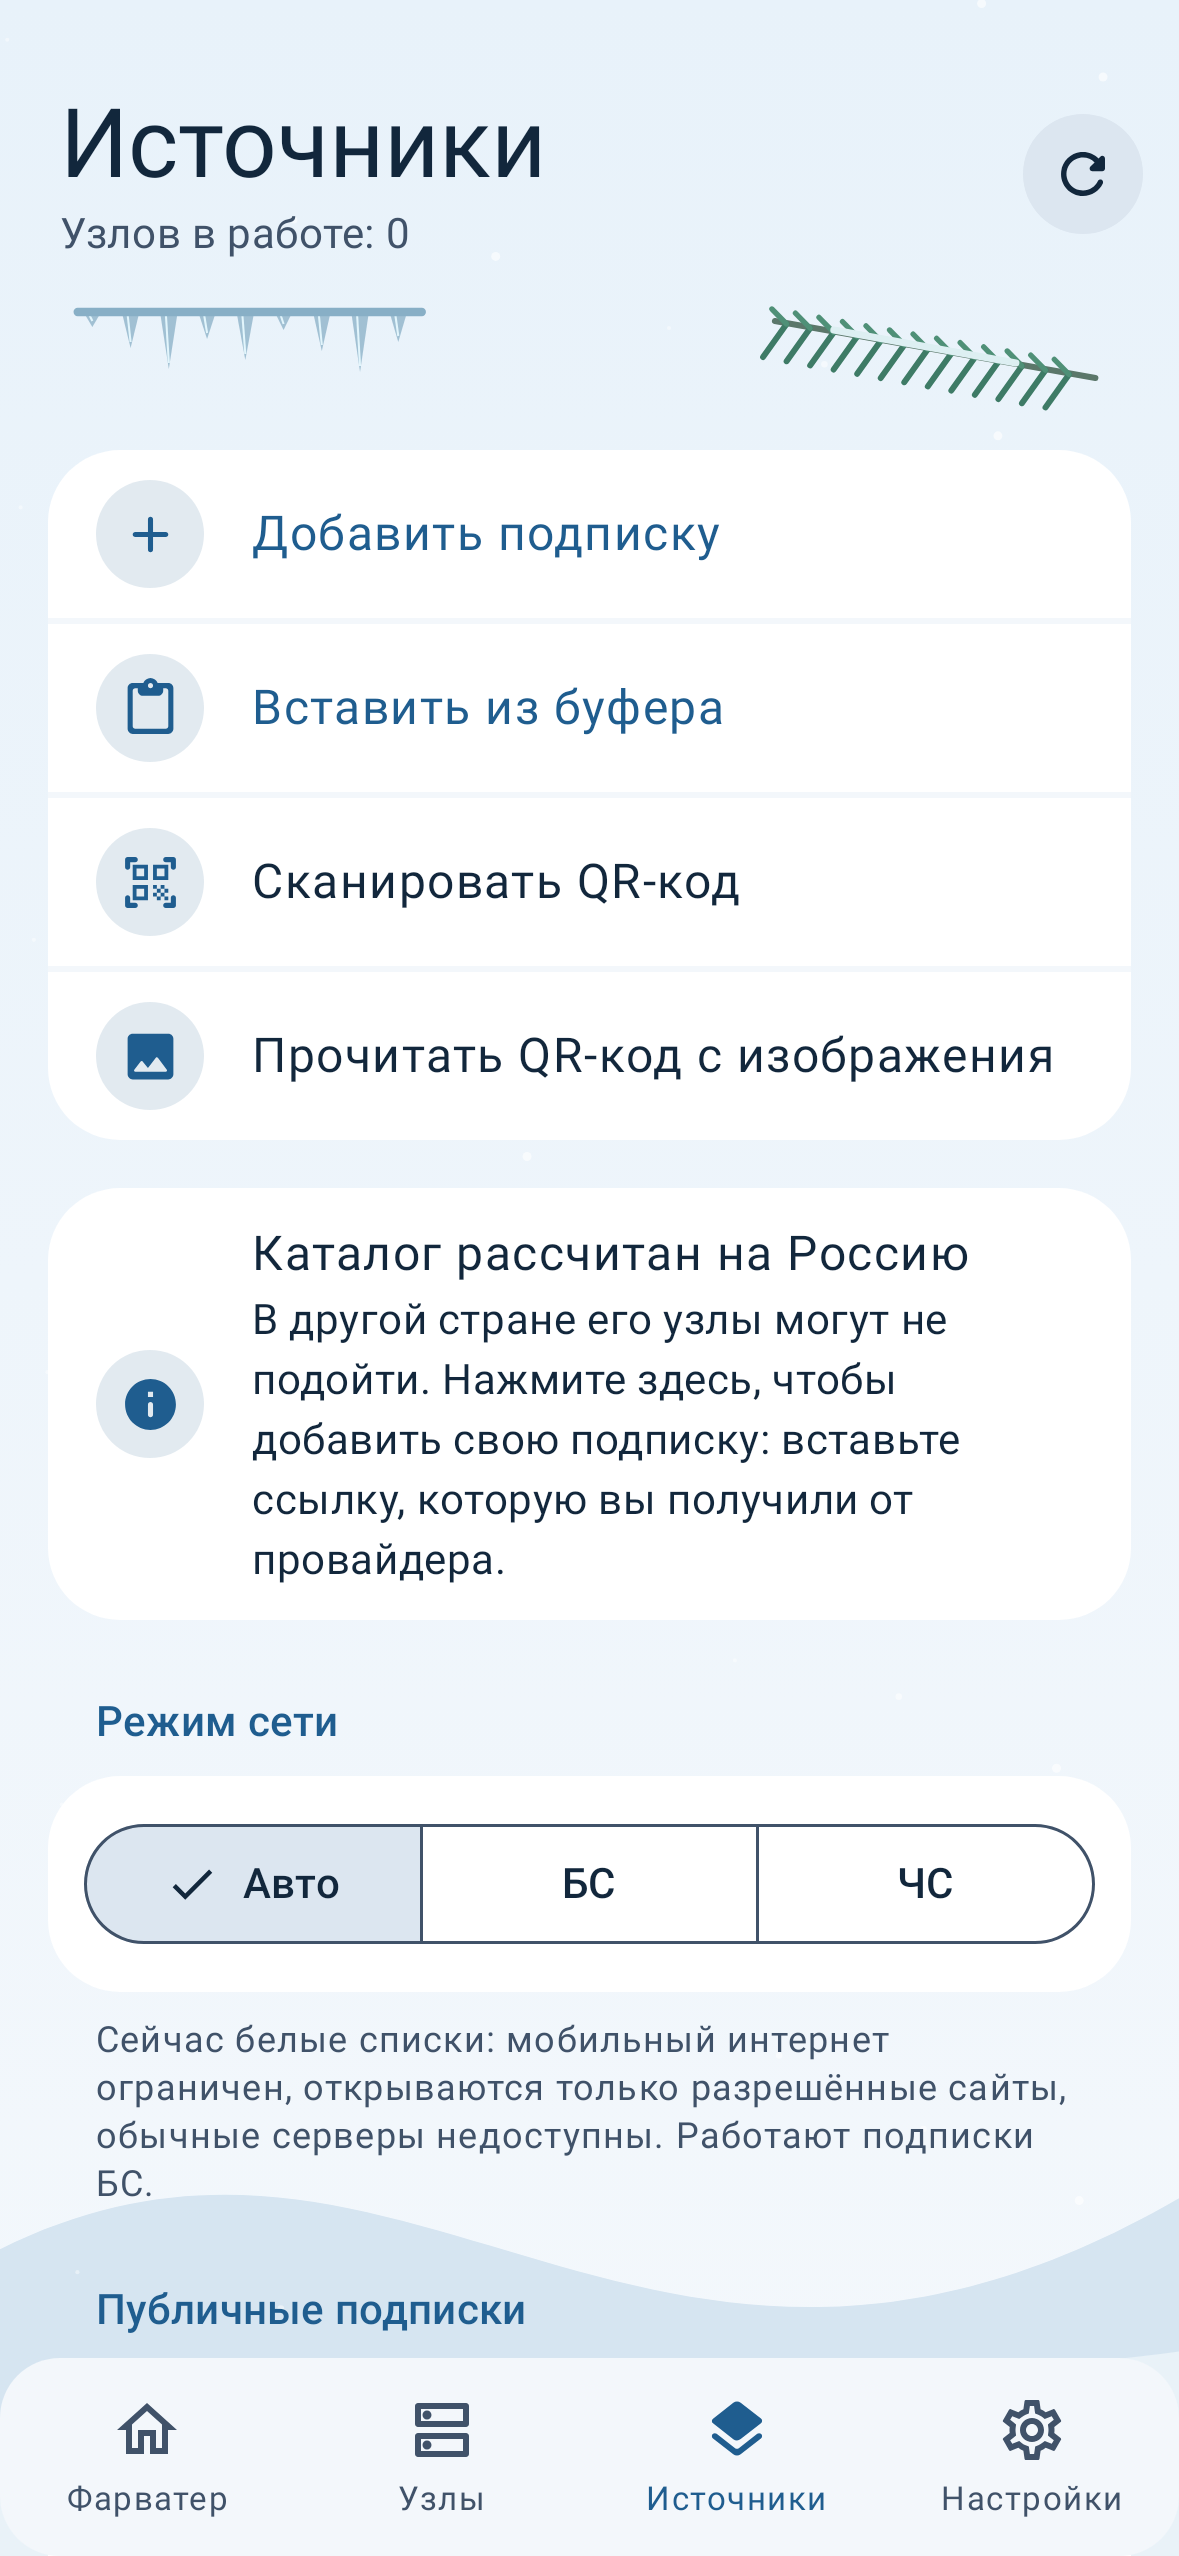 Источники
Узлов в работе: 0
Добавить подписку
Вставить из буфера
Сканировать QR-код
Прочитать QR-код с изображения
Каталог рассчитан на Россию
В другой стране его узлы могут не
подойти. Нажмите здесь, чтобы
добавить свою подписку: вставьте
ссылку, которую вы получили от
провайдера.
Режим сети
Авто
БС
ЧС
Сейчас белые списки: мобильный интернет
ограничен, открываются только разрешённые сайты,
обычные серверы недоступны. Работают подписки
БС.
Публичные подписки
Фарватер
Узлы
Источники
Настройки